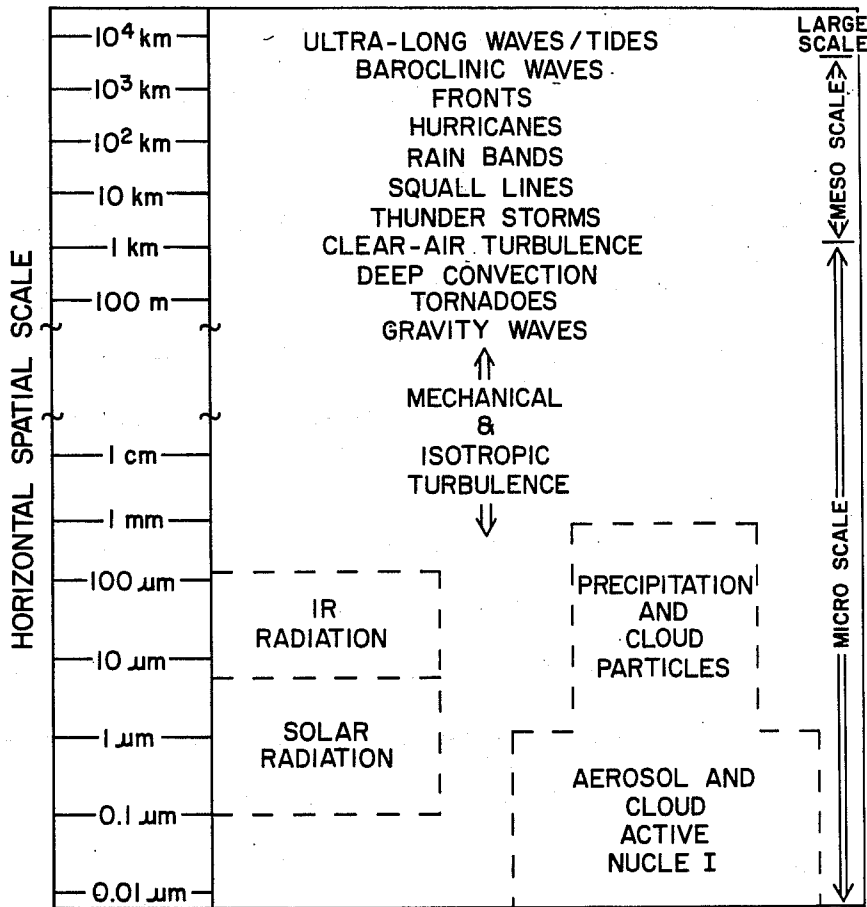 HORIZONTAL SPATIAL SCALE
10⁴ km
10³ km
10² km
10 km
1 km
100 m
1 cm
1 mm
100 μm
10 μm
1 μm
0.1 μm
0.01 μm
ULTRA-LONG WAVES/TIDES
BAROCLINIC WAVES
FRONTS
HURRICANES
RAIN BANDS
SQUALL LINES
THUNDER STORMS
CLEAR-AIR TURBULENCE
DEEP CONVECTION
TORNADOES
GRAVITY WAVES
MECHANICAL
&
ISOTROPIC
TURBULENCE
IR
RADIATION
SOLAR
RADIATION
PRECIPITATION
AND
CLOUD
PARTICLES
AEROSOL AND
CLOUD
ACTIVE
NUCLE I
LARGE
SCALE
MESO SCALE
MICRO SCALE